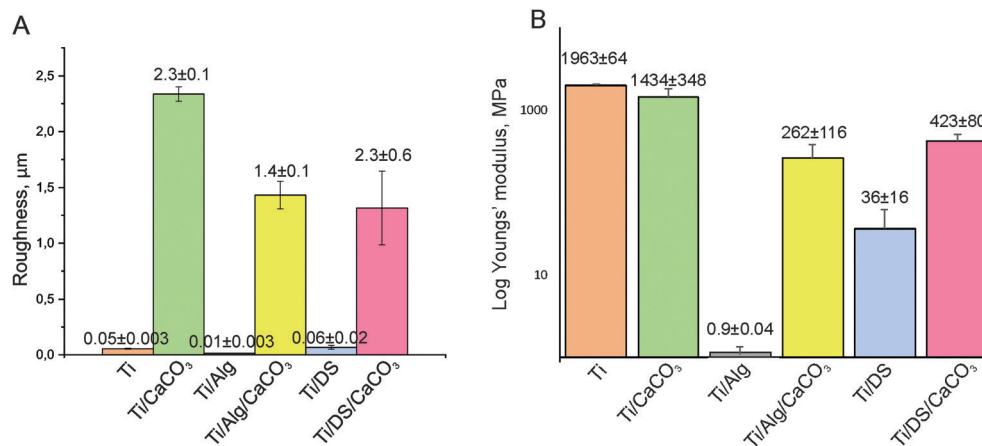 A
Roughness, μm
2,5
2,0
1,5
1,0
0,5
0,0
0.05±0.003
2.3±0.1
0.01±0.003
1.4±0.1
0.06±0.02
2.3±0.6
Ti
Ti/CaCO₃
Ti/Alg
Ti/Alg/CaCO₃
Ti/DS
Ti/DS/CaCO₃
B
Log Youngs' modulus, MPa
1000
10
1963±64
1434±348
0.9±0.04
262±116
36±16
423±80
Ti
Ti/CaCO₃
Ti/Alg
Ti/Alg/CaCO₃
Ti/DS
Ti/DS/CaCO₃